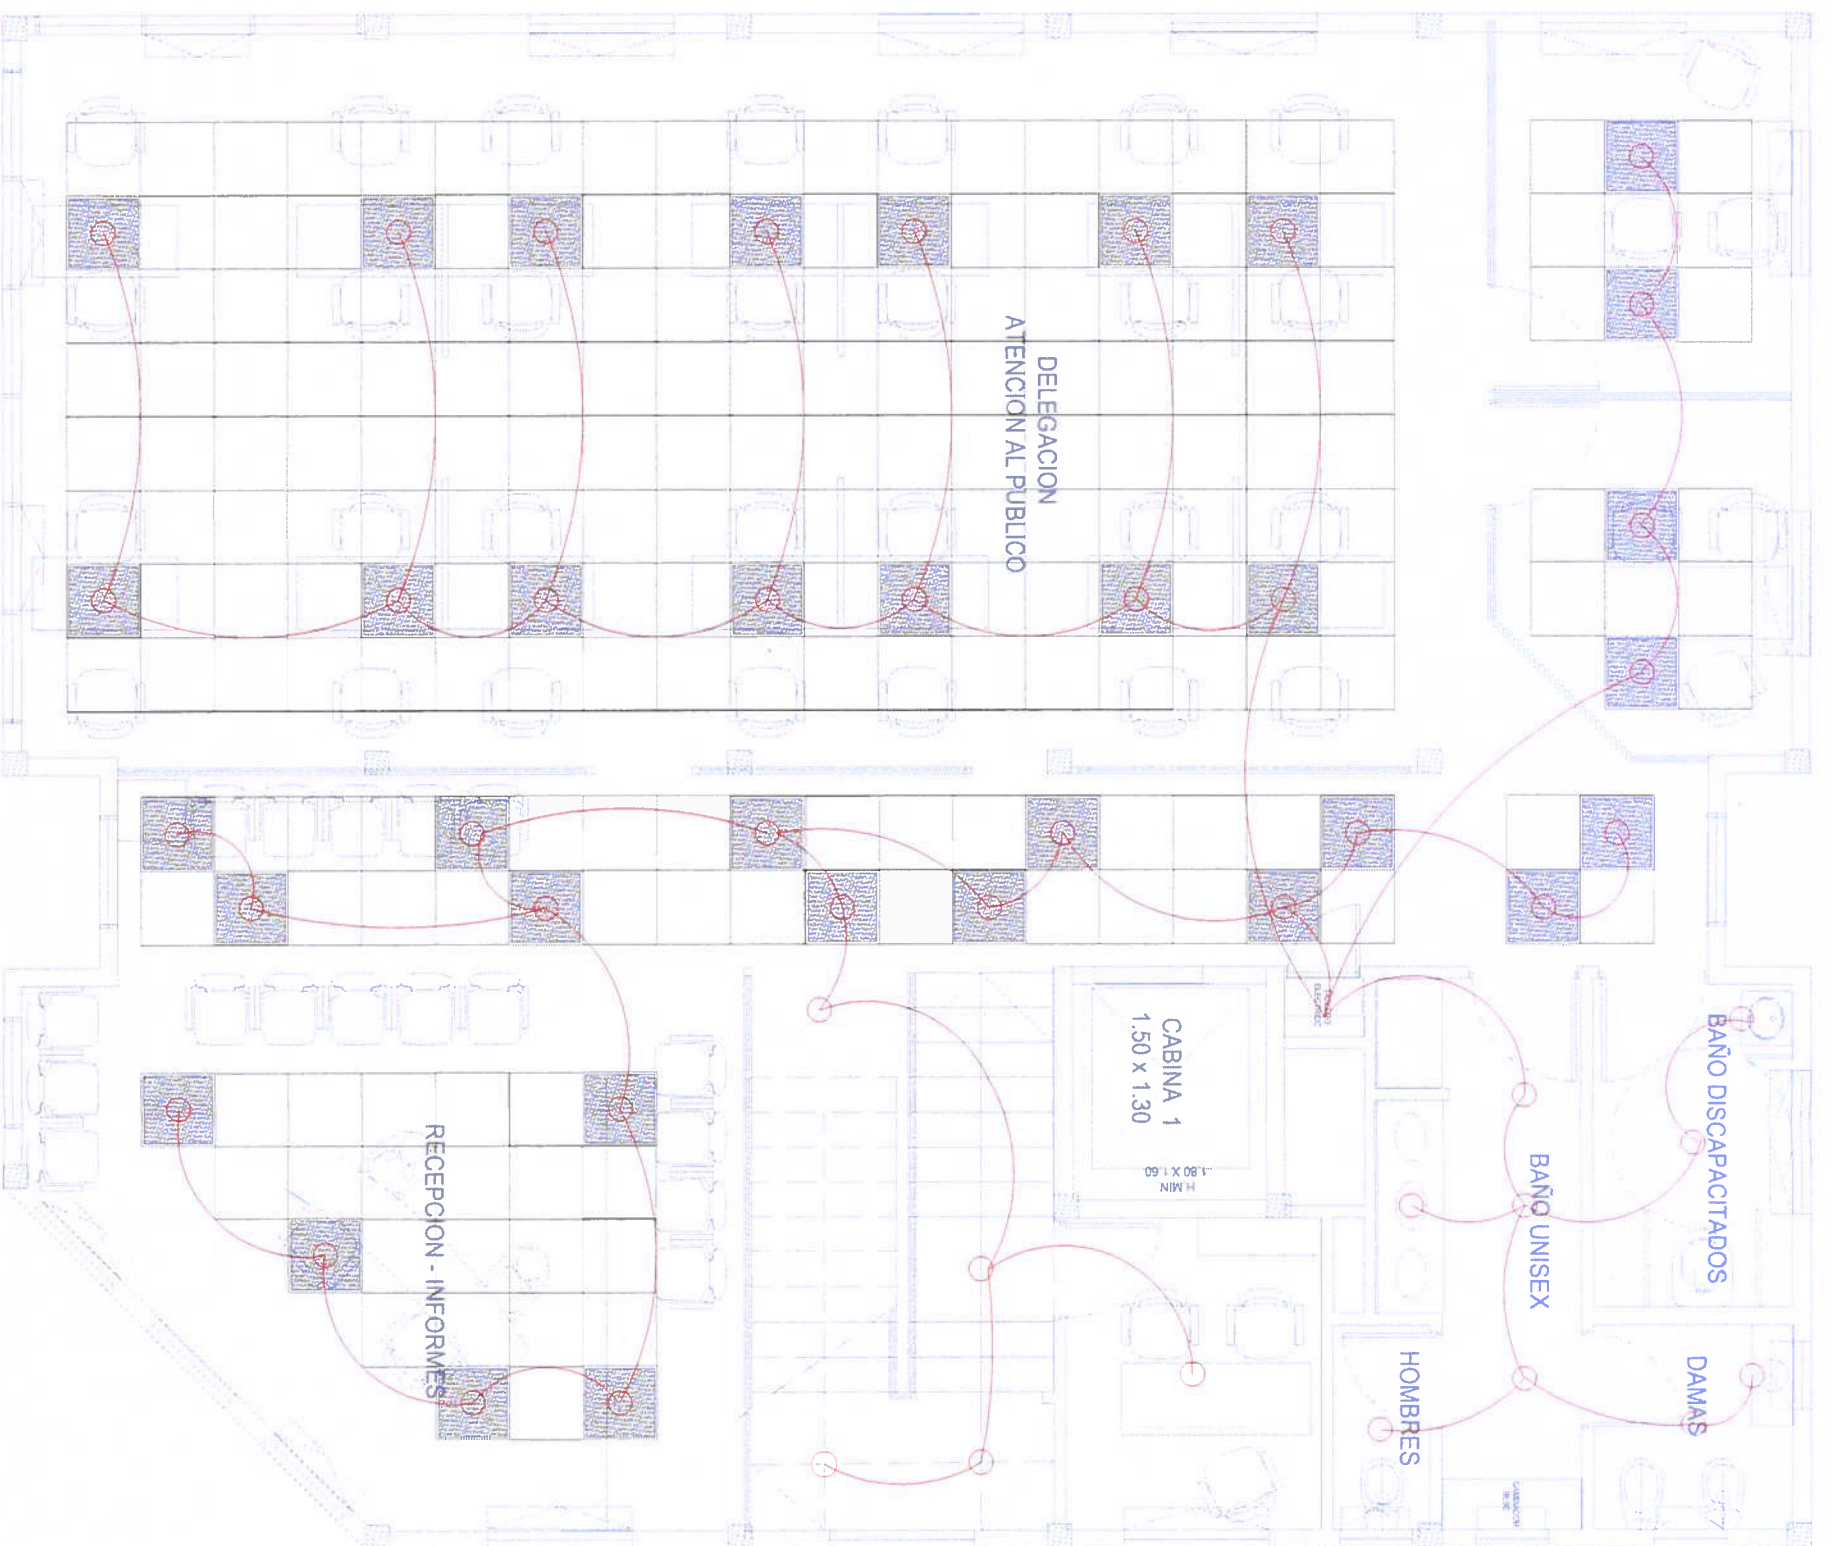 DELEGACION
ATENCION AL PUBLICO
CABINA 1
1.50 x 1.30
H MIN
1.80 X 1.60
RECEPCION - INFORMES
BAÑO DISCAPACITADOS
BAÑO UNISEX
HOMBRES
DAMAS